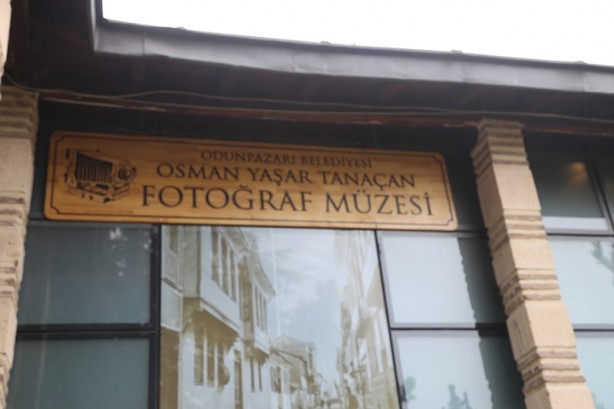 ODUNPAZARI BELEDİYESİ
OSMAN YAŞAR TANAÇAN
FOTOĞRAF MÜZESİ